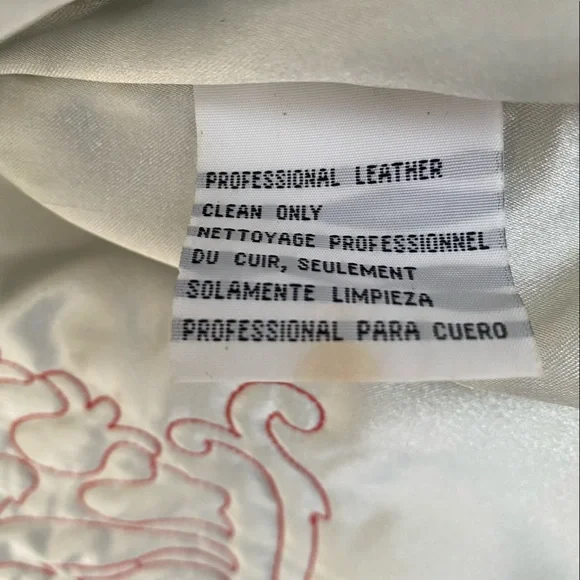 PROFESSIONAL LEATHER
CLEAN ONLY
NETTOYAGE PROFESSIONNEL
DU CUIR, SEULEMENT
SOLAMENTE LIMPIEZA
PROFESSIONAL PARA CUERO